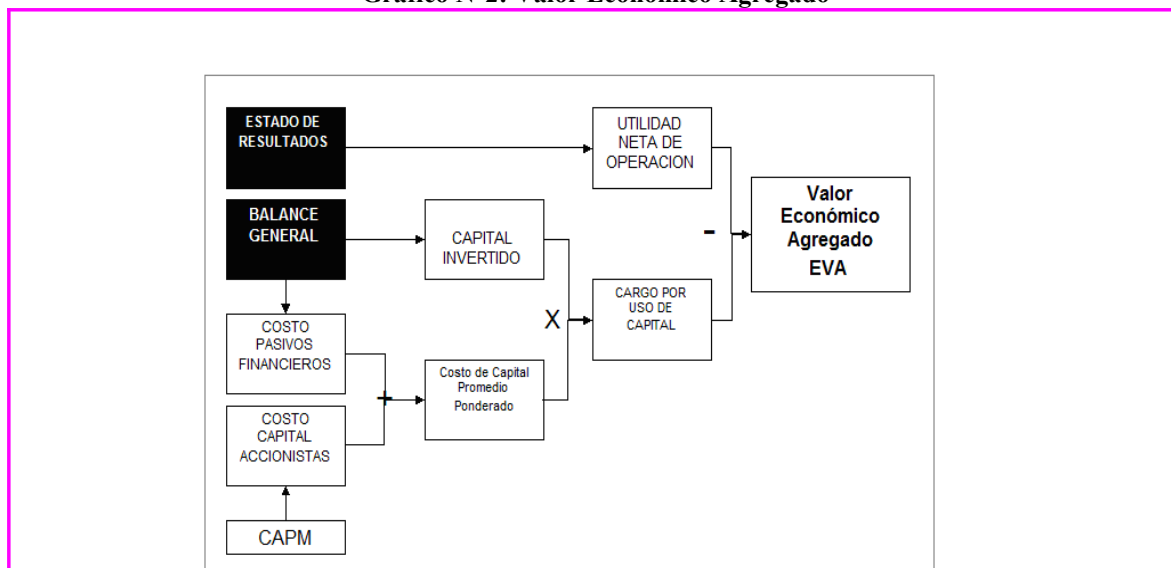 Gráfico Nº2: Valor Económico Agregado
ESTADO DE
RESULTADOS
UTILIDAD
NETA DE
OPERACION
BALANCE
GENERAL
CAPITAL
INVERTIDO
-
Valor
Económico
Agregado
EVA
X
CARGO POR
USO DE
CAPITAL
COSTO
PASIVOS
FINANCIEROS
+
Costo de Capital
Promedio
Ponderado
COSTO
CAPITAL
ACCIONISTAS
CAPM